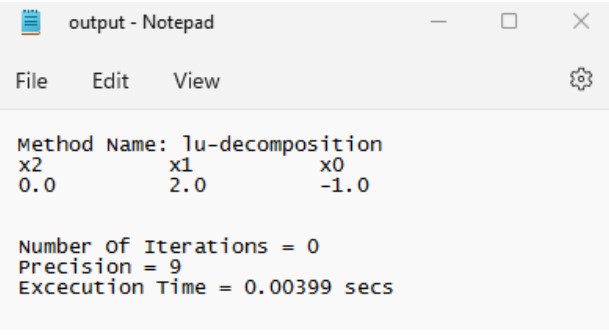 output - Notepad
File Edit View
Method Name: lu-decomposition
x2 x1 x0
0.0 2.0 -1.0
Number Of Iterations = 0
Precision = 9
Excecution Time = 0.00399 secs